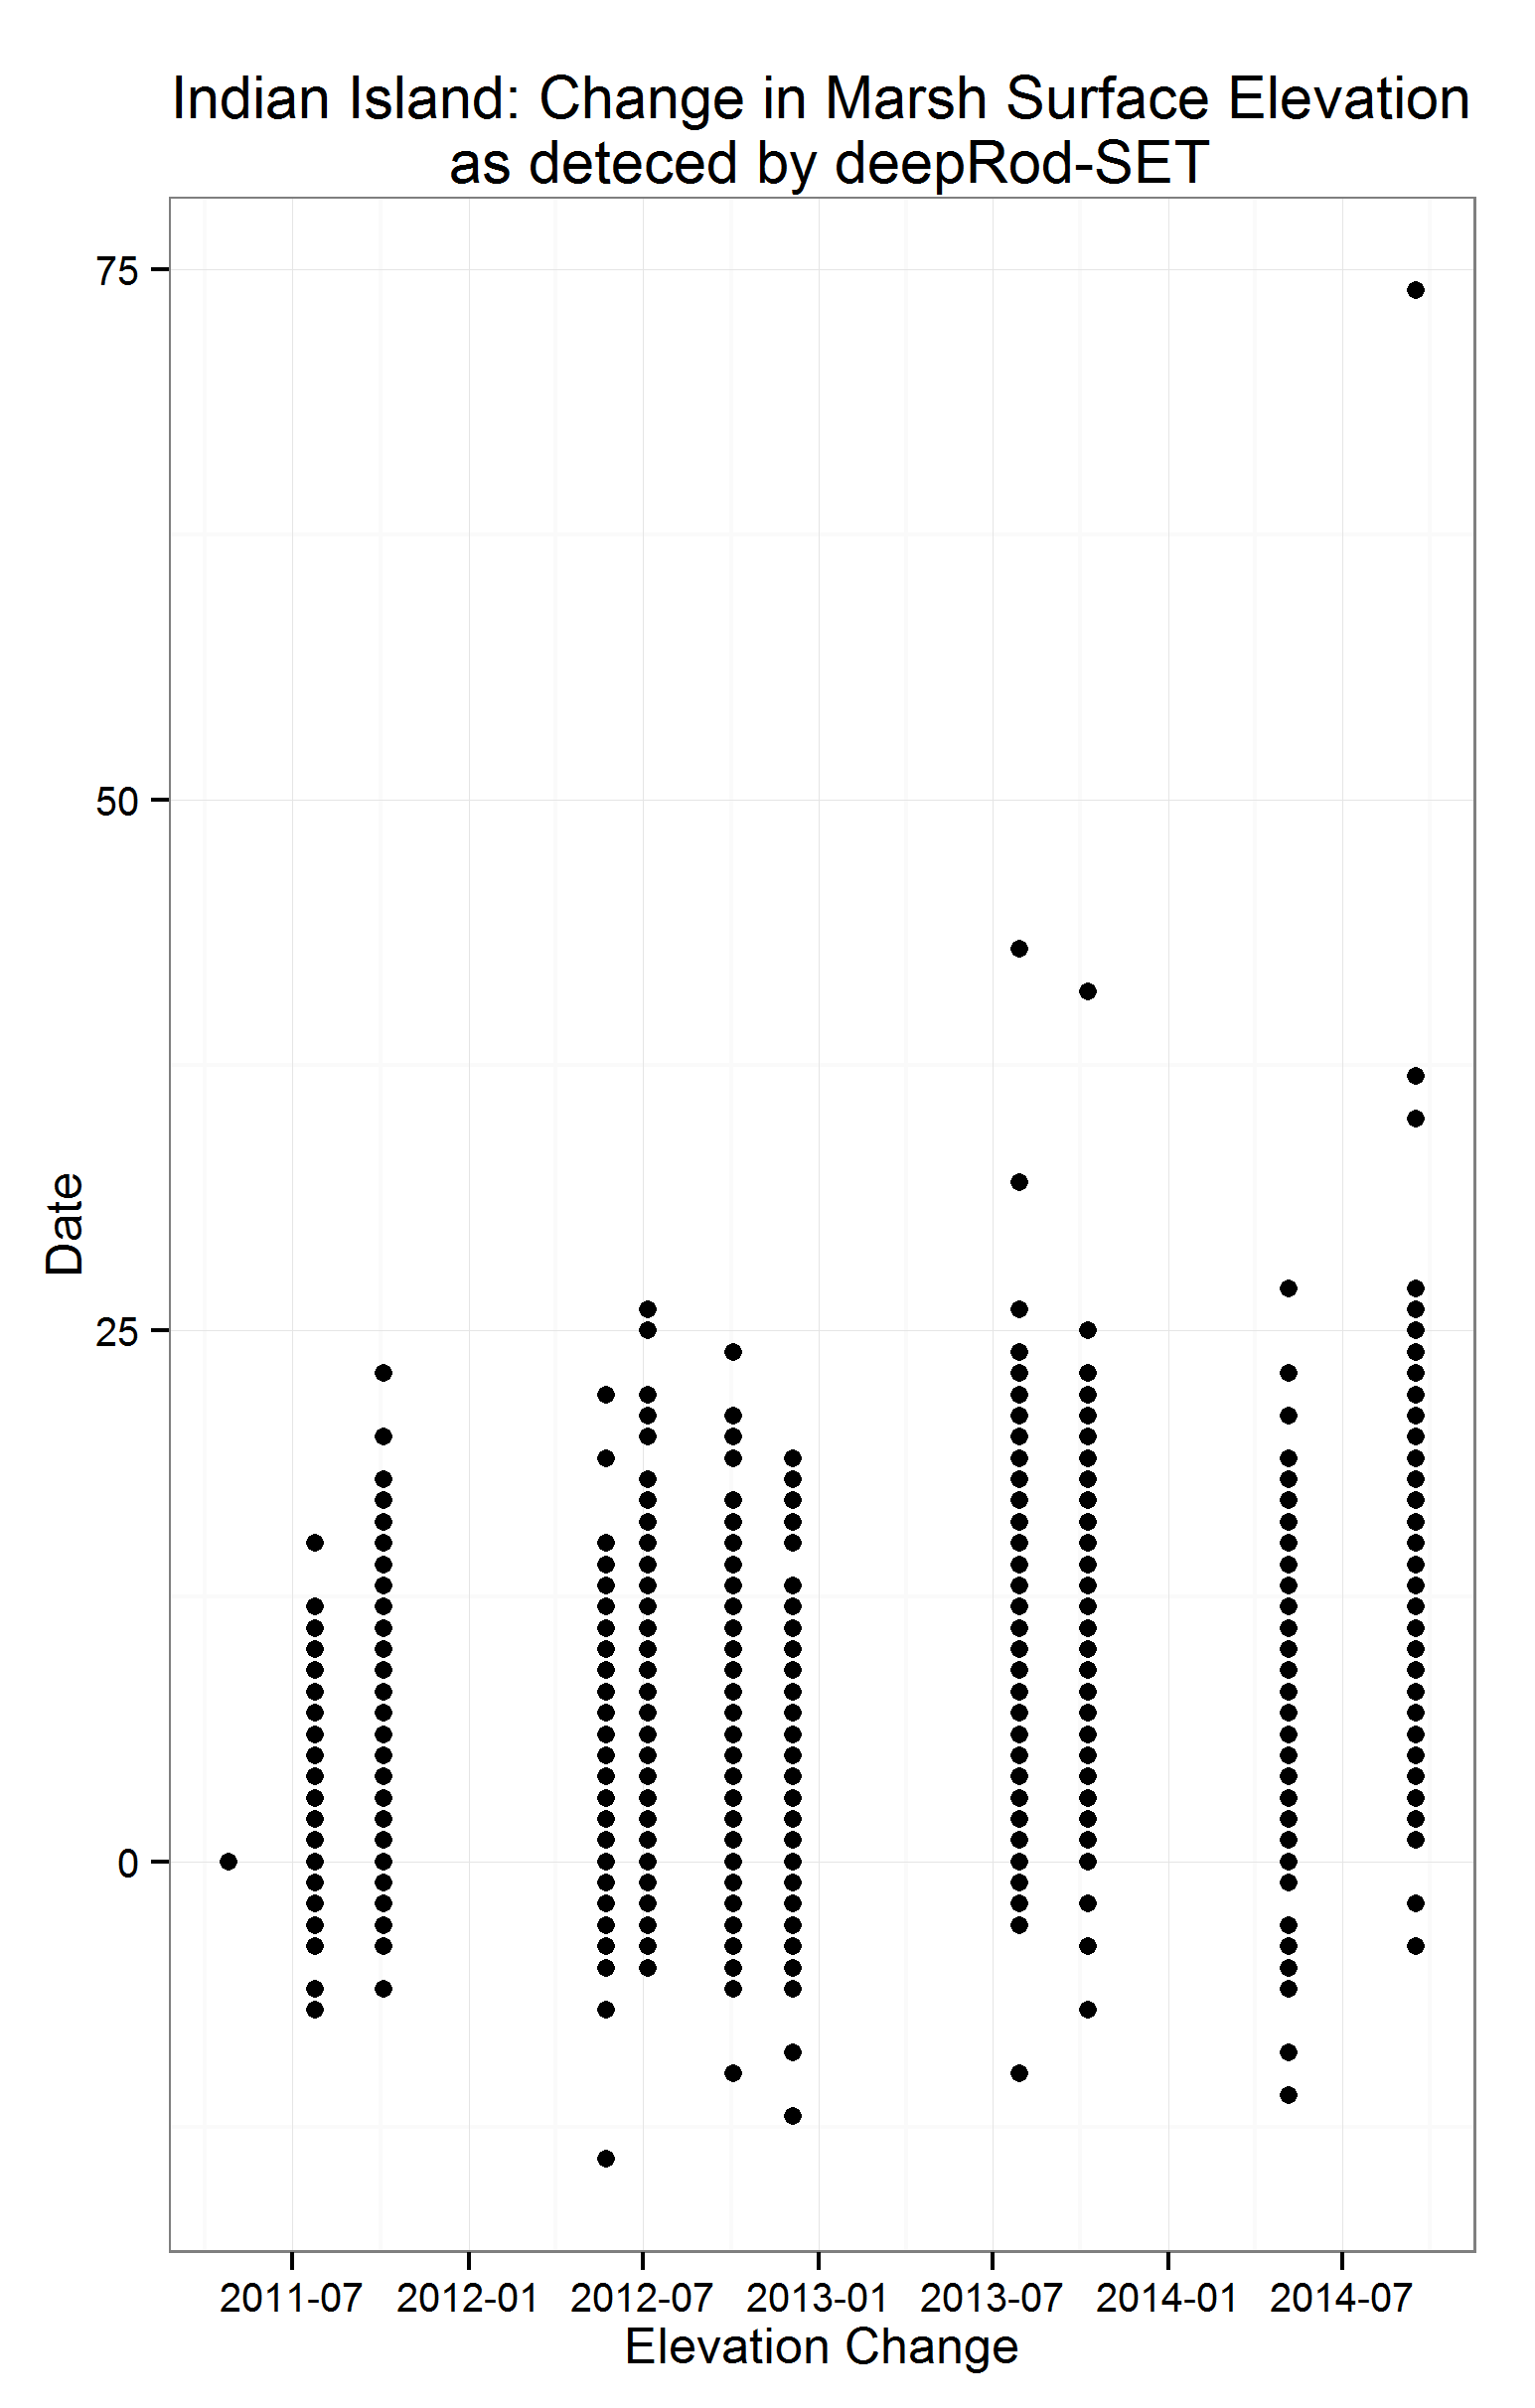 Indian Island: Change in Marsh Surface Elevation
as deteced by deepRod-SET
75
50
25
0
Date
2011-07 2012-01 2012-07 2013-01 2013-07 2014-01 2014-07
Elevation Change